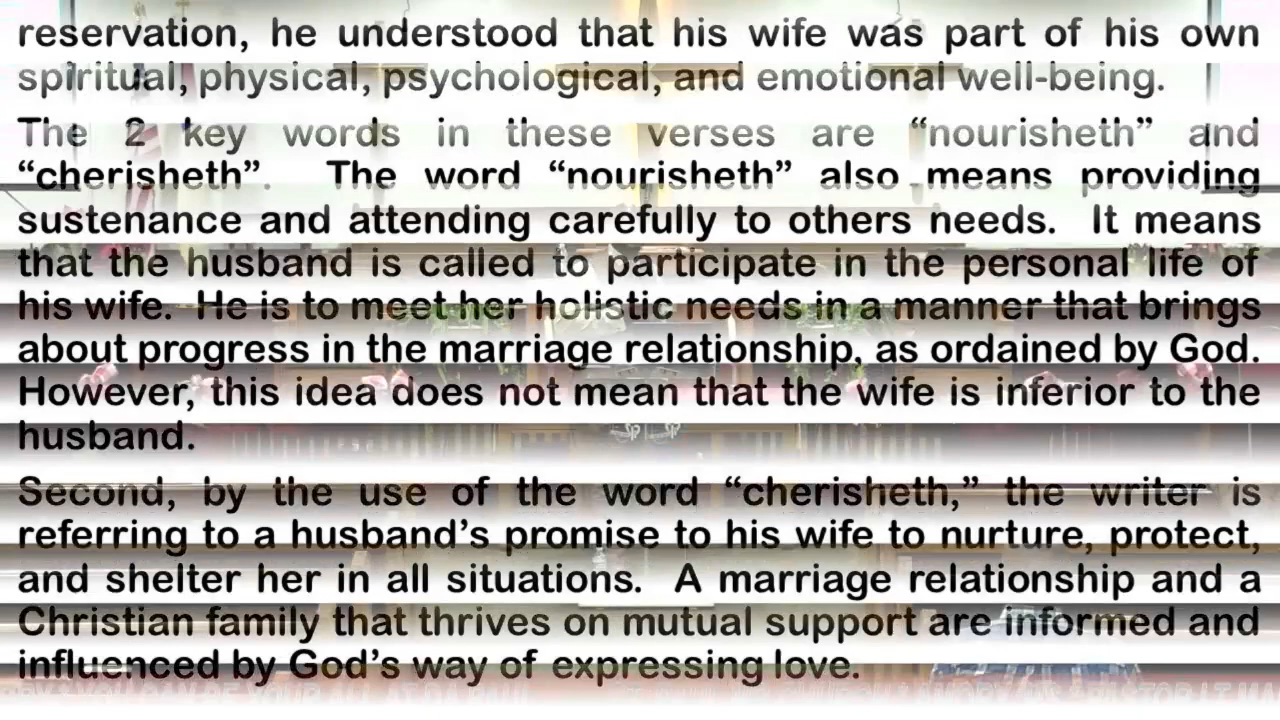 reservation, he understood that his wife was part of his own
spiritual, physical, psychological, and emotional well-being.
The 2 key words in these verses are “nourisheth” and
“cherisheth”. The word “nourisheth” also means providing
sustenance and attending carefully to others needs. It means
that the husband is called to participate in the personal life of
his wife. He is to meet her holistic needs in a manner that brings
about progress in the marriage relationship, as ordained by God.
However, this idea does not mean that the wife is inferior to the
husband.
Second, by the use of the word “cherisheth,” the writer is
referring to a husband’s promise to his wife to nurture, protect,
and shelter her in all situations. A marriage relationship and a
Christian family that thrives on mutual support are informed and
influenced by God’s way of expressing love.